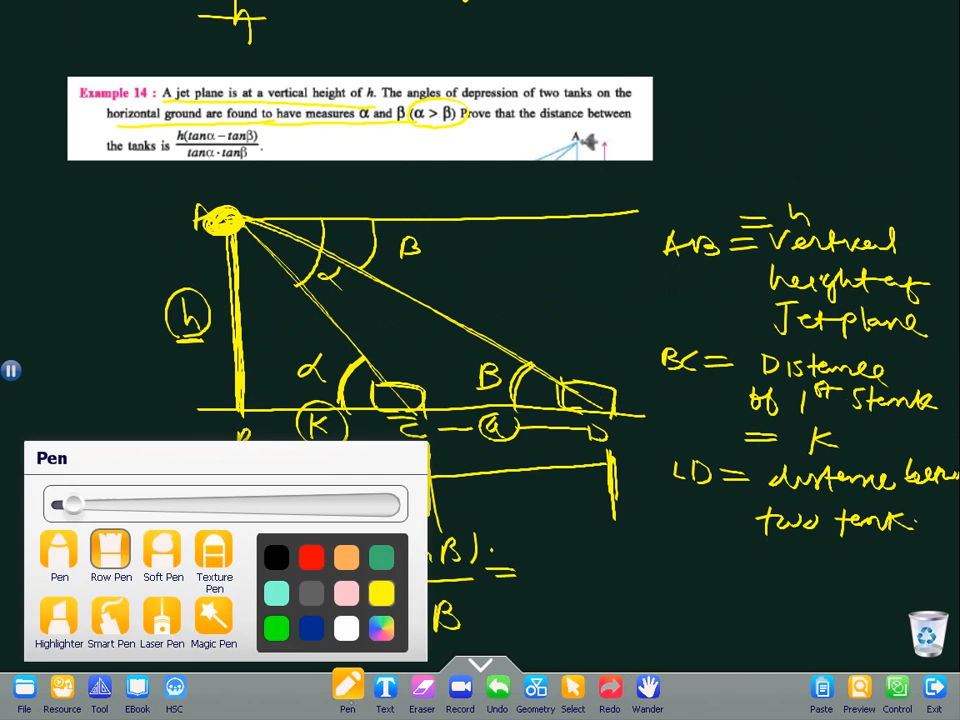 h
Example 14 : A jet plane is at a vertical height of h. The angles of depression of two tanks on the
horizontal ground are found to have measures α and β (α > β) Prove that the distance between
the tanks is h(tanα − tanβ) / tanα · tanβ .
A
A
β
α
h
α
β
K
C
a
D
= h
AB = Vertical
height of
Jet plane
BC = Distance
of 1st
= K
CD = distance
two tank.
β) . =
β
Pen
Pen
Row Pen
Soft Pen
Texture Pen
Highlighter
Smart Pen
Laser Pen
Magic Pen
File
Resource
Tool
EBook
HSC
Pen
Text
Eraser
Record
Undo
Geometry
Select
Redo
Wander
Paste
Preview
Control
Exit